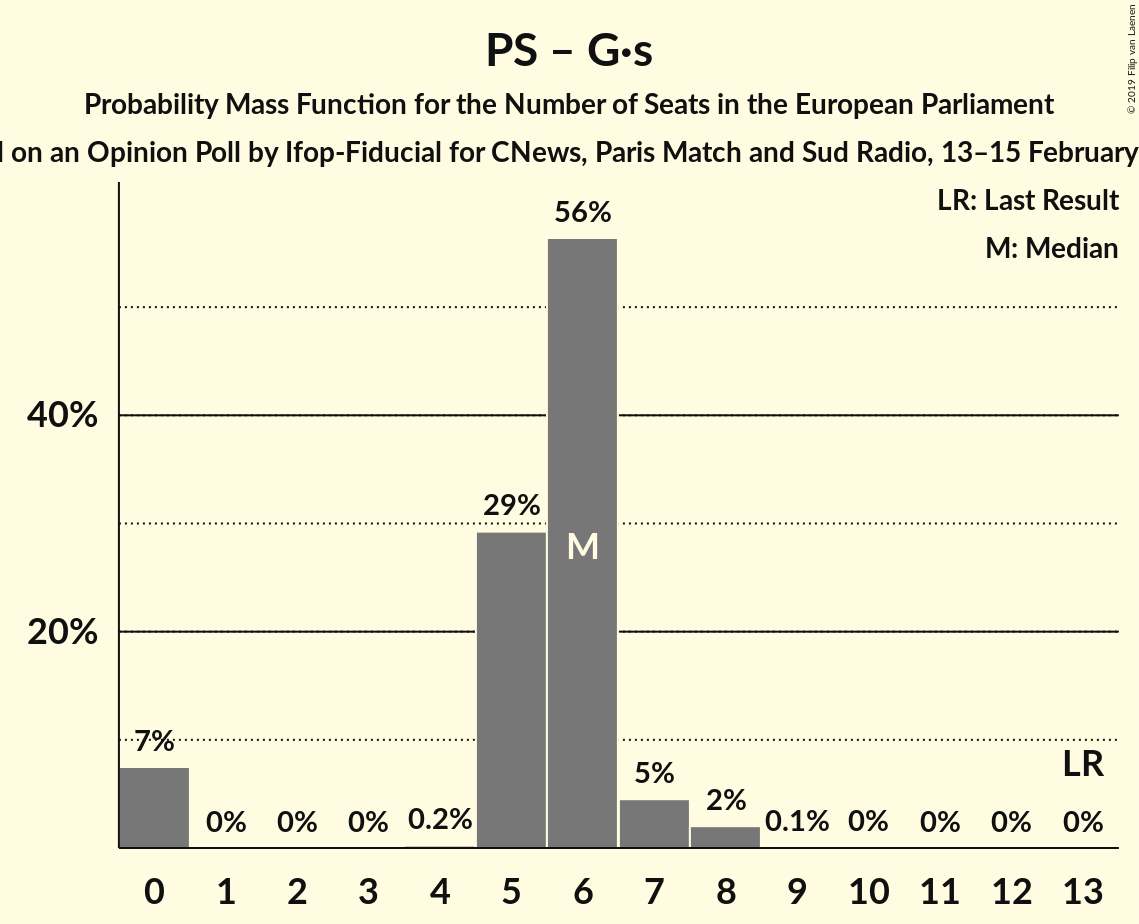 PS – G·s
Probability Mass Function for the Number of Seats in the European Parliament
on an Opinion Poll by Ifop-Fiducial for CNews, Paris Match and Sud Radio, 13–15 February
© 2019 Filip van Laenen
LR: Last Result
M: Median
56%
40%
29%
M
20%
7%
0%
0%
0%
0.2%
5%
2%
0.1%
0%
0%
0%
0%
LR
0 1 2 3 4 5 6 7 8 9 10 11 12 13